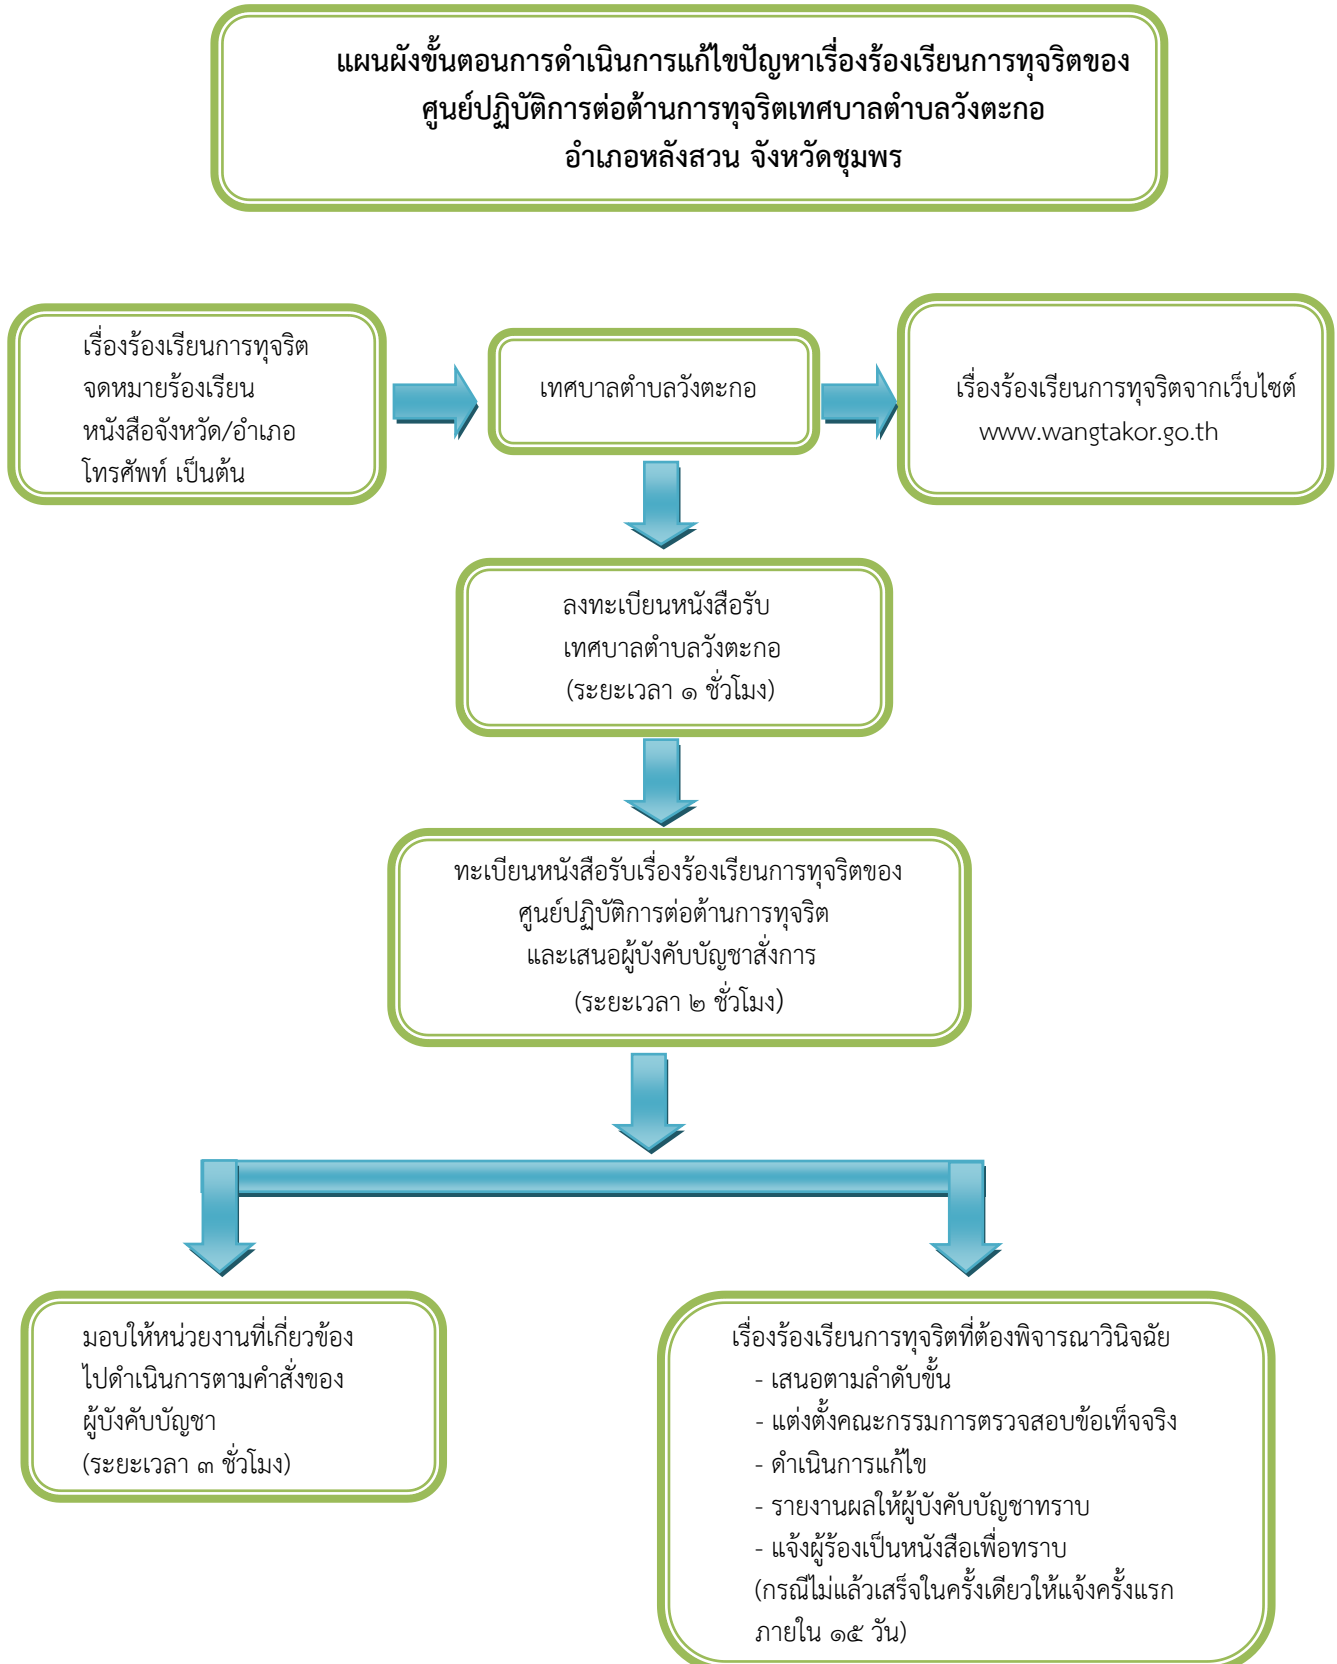 แผนผังขั้นตอนการดำเนินการแก้ไขปัญหาเรื่องร้องเรียนการทุจริตของ
ศูนย์ปฏิบัติการต่อต้านการทุจริตเทศบาลตำบลวังตะกอ
อำเภอหลังสวน จังหวัดชุมพร
เรื่องร้องเรียนการทุจริต
จดหมายร้องเรียน
หนังสือจังหวัด/อำเภอ
โทรศัพท์ เป็นต้น
เทศบาลตำบลวังตะกอ
เรื่องร้องเรียนการทุจริตจากเว็บไซต์
www.wangtakor.go.th
ลงทะเบียนหนังสือรับ
เทศบาลตำบลวังตะกอ
(ระยะเวลา ๑ ชั่วโมง)
ทะเบียนหนังสือรับเรื่องร้องเรียนการทุจริตของ
ศูนย์ปฏิบัติการต่อต้านการทุจริต
และเสนอผู้บังคับบัญชาสั่งการ
(ระยะเวลา ๒ ชั่วโมง)
มอบให้หน่วยงานที่เกี่ยวข้อง
ไปดำเนินการตามคำสั่งของ
ผู้บังคับบัญชา
(ระยะเวลา ๓ ชั่วโมง)
เรื่องร้องเรียนการทุจริตที่ต้องพิจารณาวินิจฉัย
- เสนอตามลำดับขั้น
- แต่งตั้งคณะกรรมการตรวจสอบข้อเท็จจริง
- ดำเนินการแก้ไข
- รายงานผลให้ผู้บังคับบัญชาทราบ
- แจ้งผู้ร้องเป็นหนังสือเพื่อทราบ
(กรณีไม่แล้วเสร็จในครั้งเดียวให้แจ้งครั้งแรก
ภายใน ๑๕ วัน)